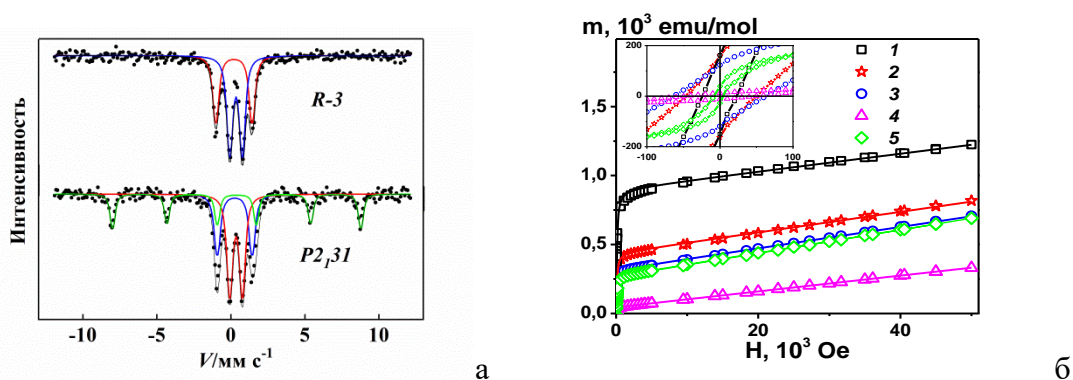 Интенсивность
R-3
P2₁31
-10 -5 0 5 10
V/мм с⁻¹
а
m, 10³ emu/mol
1,5
1,0
0,5
0,0
0 20 40
H, 10³ Oe
200
0
-200
-100 0 100
1
2
3
4
5
б